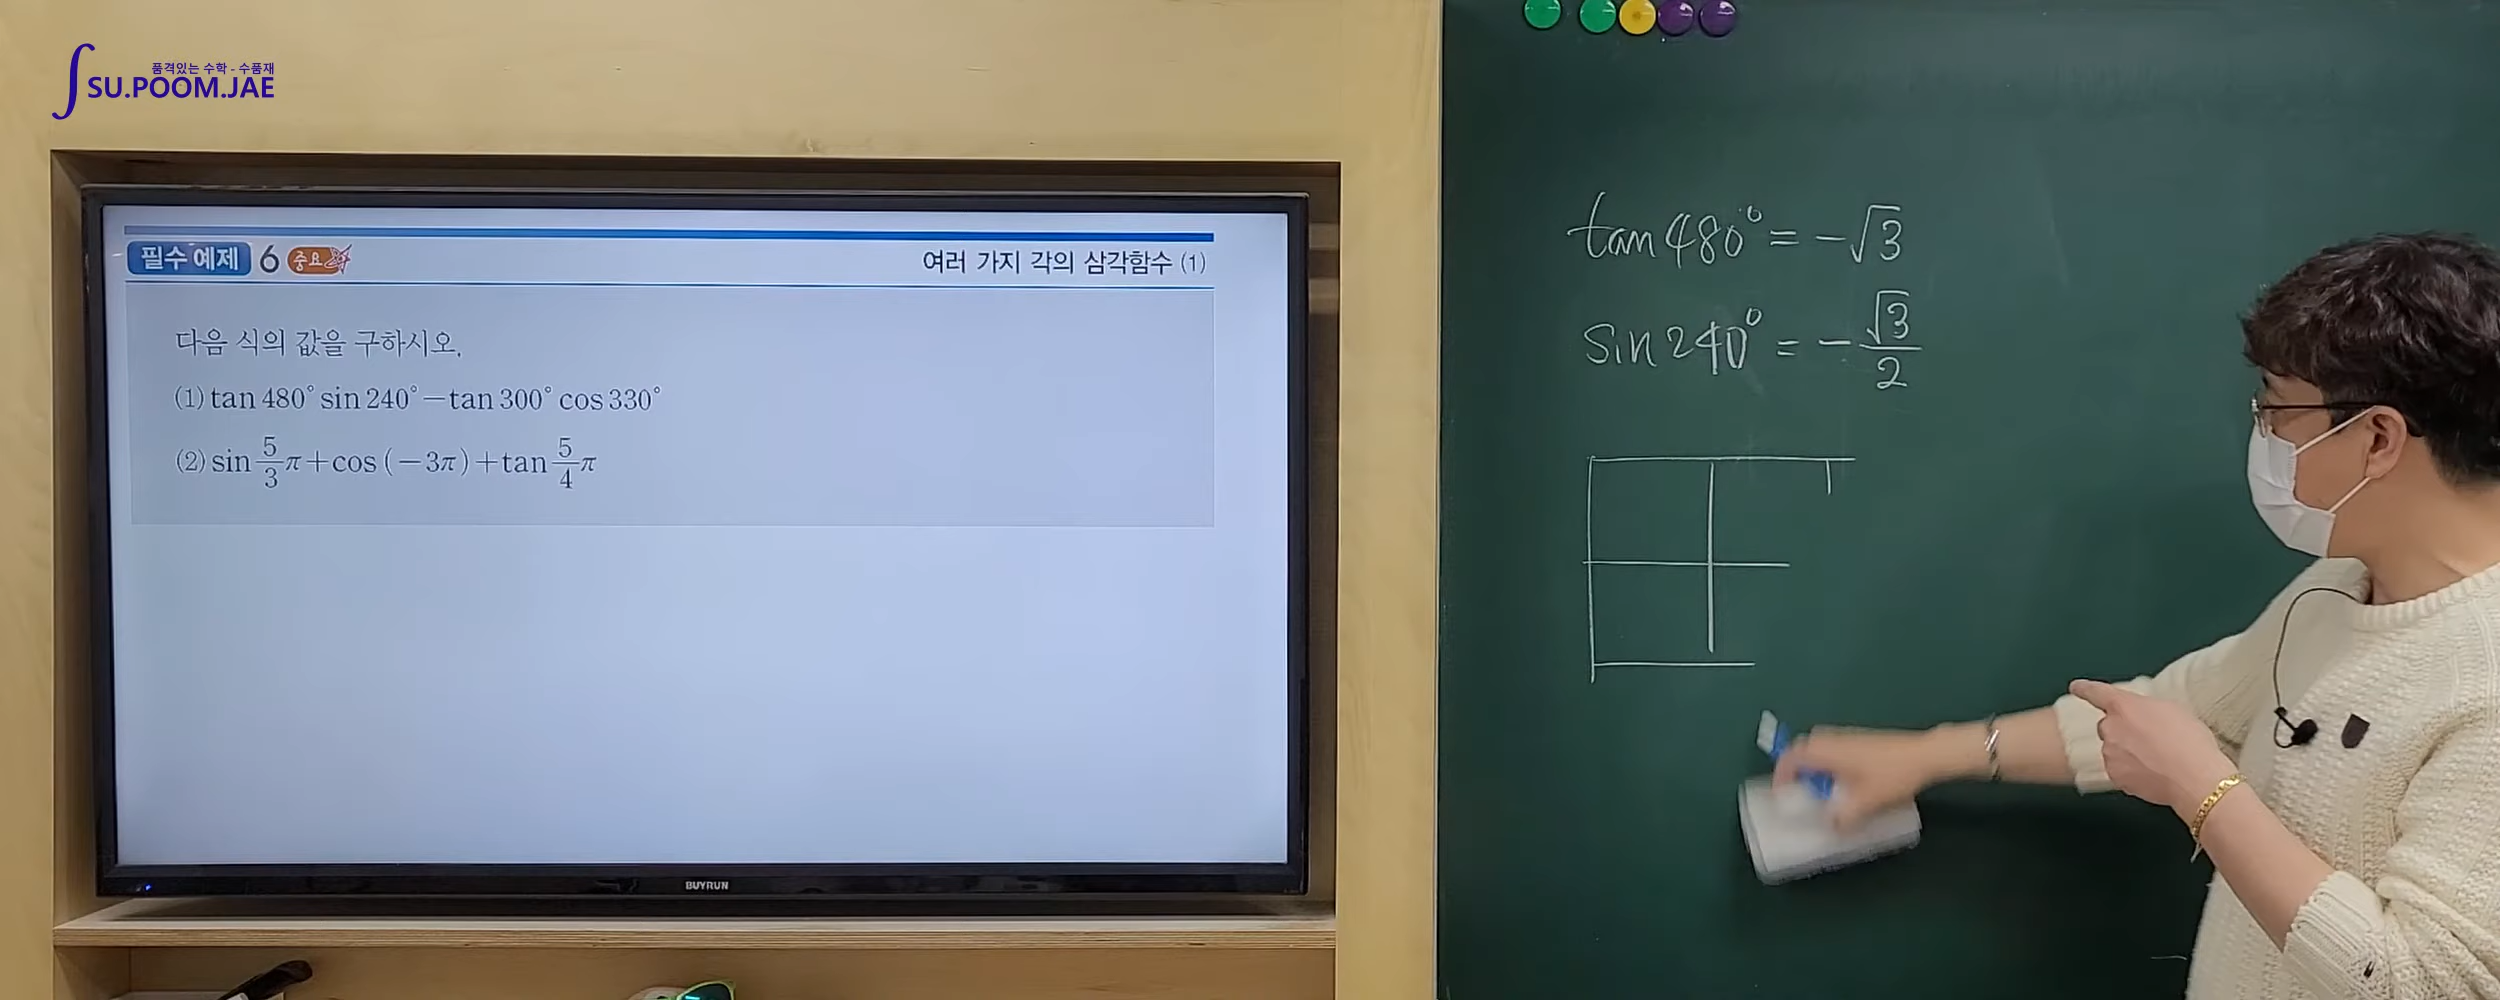 품격있는 수학 - 수품재
SU.POOM.JAE
필수 예제 6 중요
여러 가지 각의 삼각함수 (1)
다음 식의 값을 구하시오.
(1) tan 480° sin 240° − tan 300° cos 330°
(2) sin 5/3 π + cos (−3π) + tan 5/4 π
BUYRUN
tan 480° = −√3
sin 240° = −√3/2